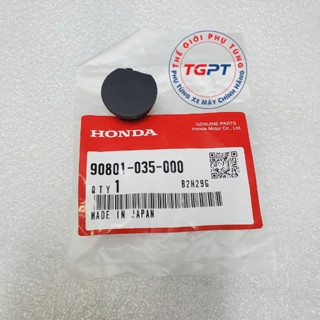 THẾ GIỚI PHỤ TÙNG
TGPT
PHỤ TÙNG XE MÁY CHÍNH HÃNG
HONDA
GENUINE PARTS
Honda Motor Co., Ltd.
90801-035-000
QTY 1
B2H29G
MADE IN JAPAN